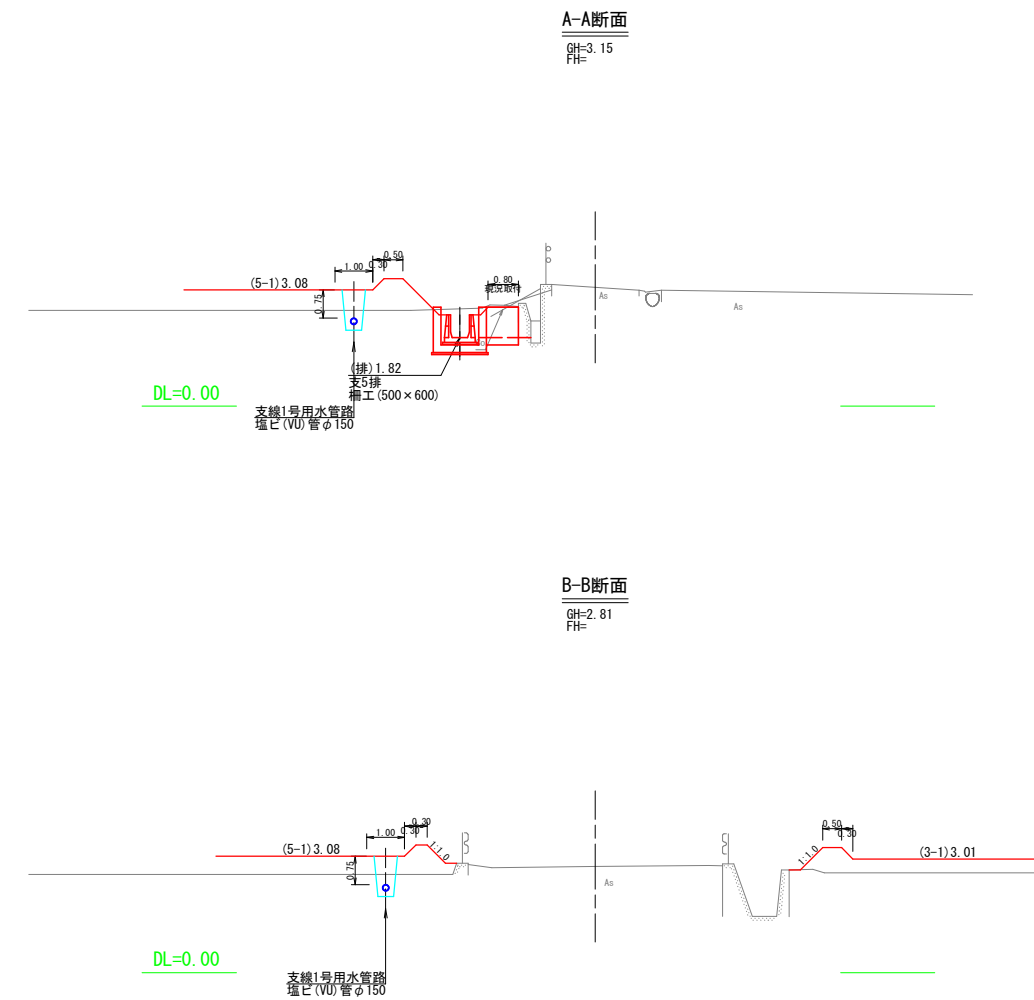 A-A断面
GH=3.15
FH=
0.50
1.00
0.30
(5-1)3.08
0.75
0.80
現況取付
As
As
(排)1.82
支5排
柵工(500×600)
DL=0.00
支線1号用水管路
塩ビ(VU)管φ150
B-B断面
GH=2.81
FH=
0.30
1.00
0.30
(5-1)3.08
1:1.0
0.75
As
0.50
0.30
1:1.0
(3-1)3.01
DL=0.00
支線1号用水管路
塩ビ(VU)管φ150